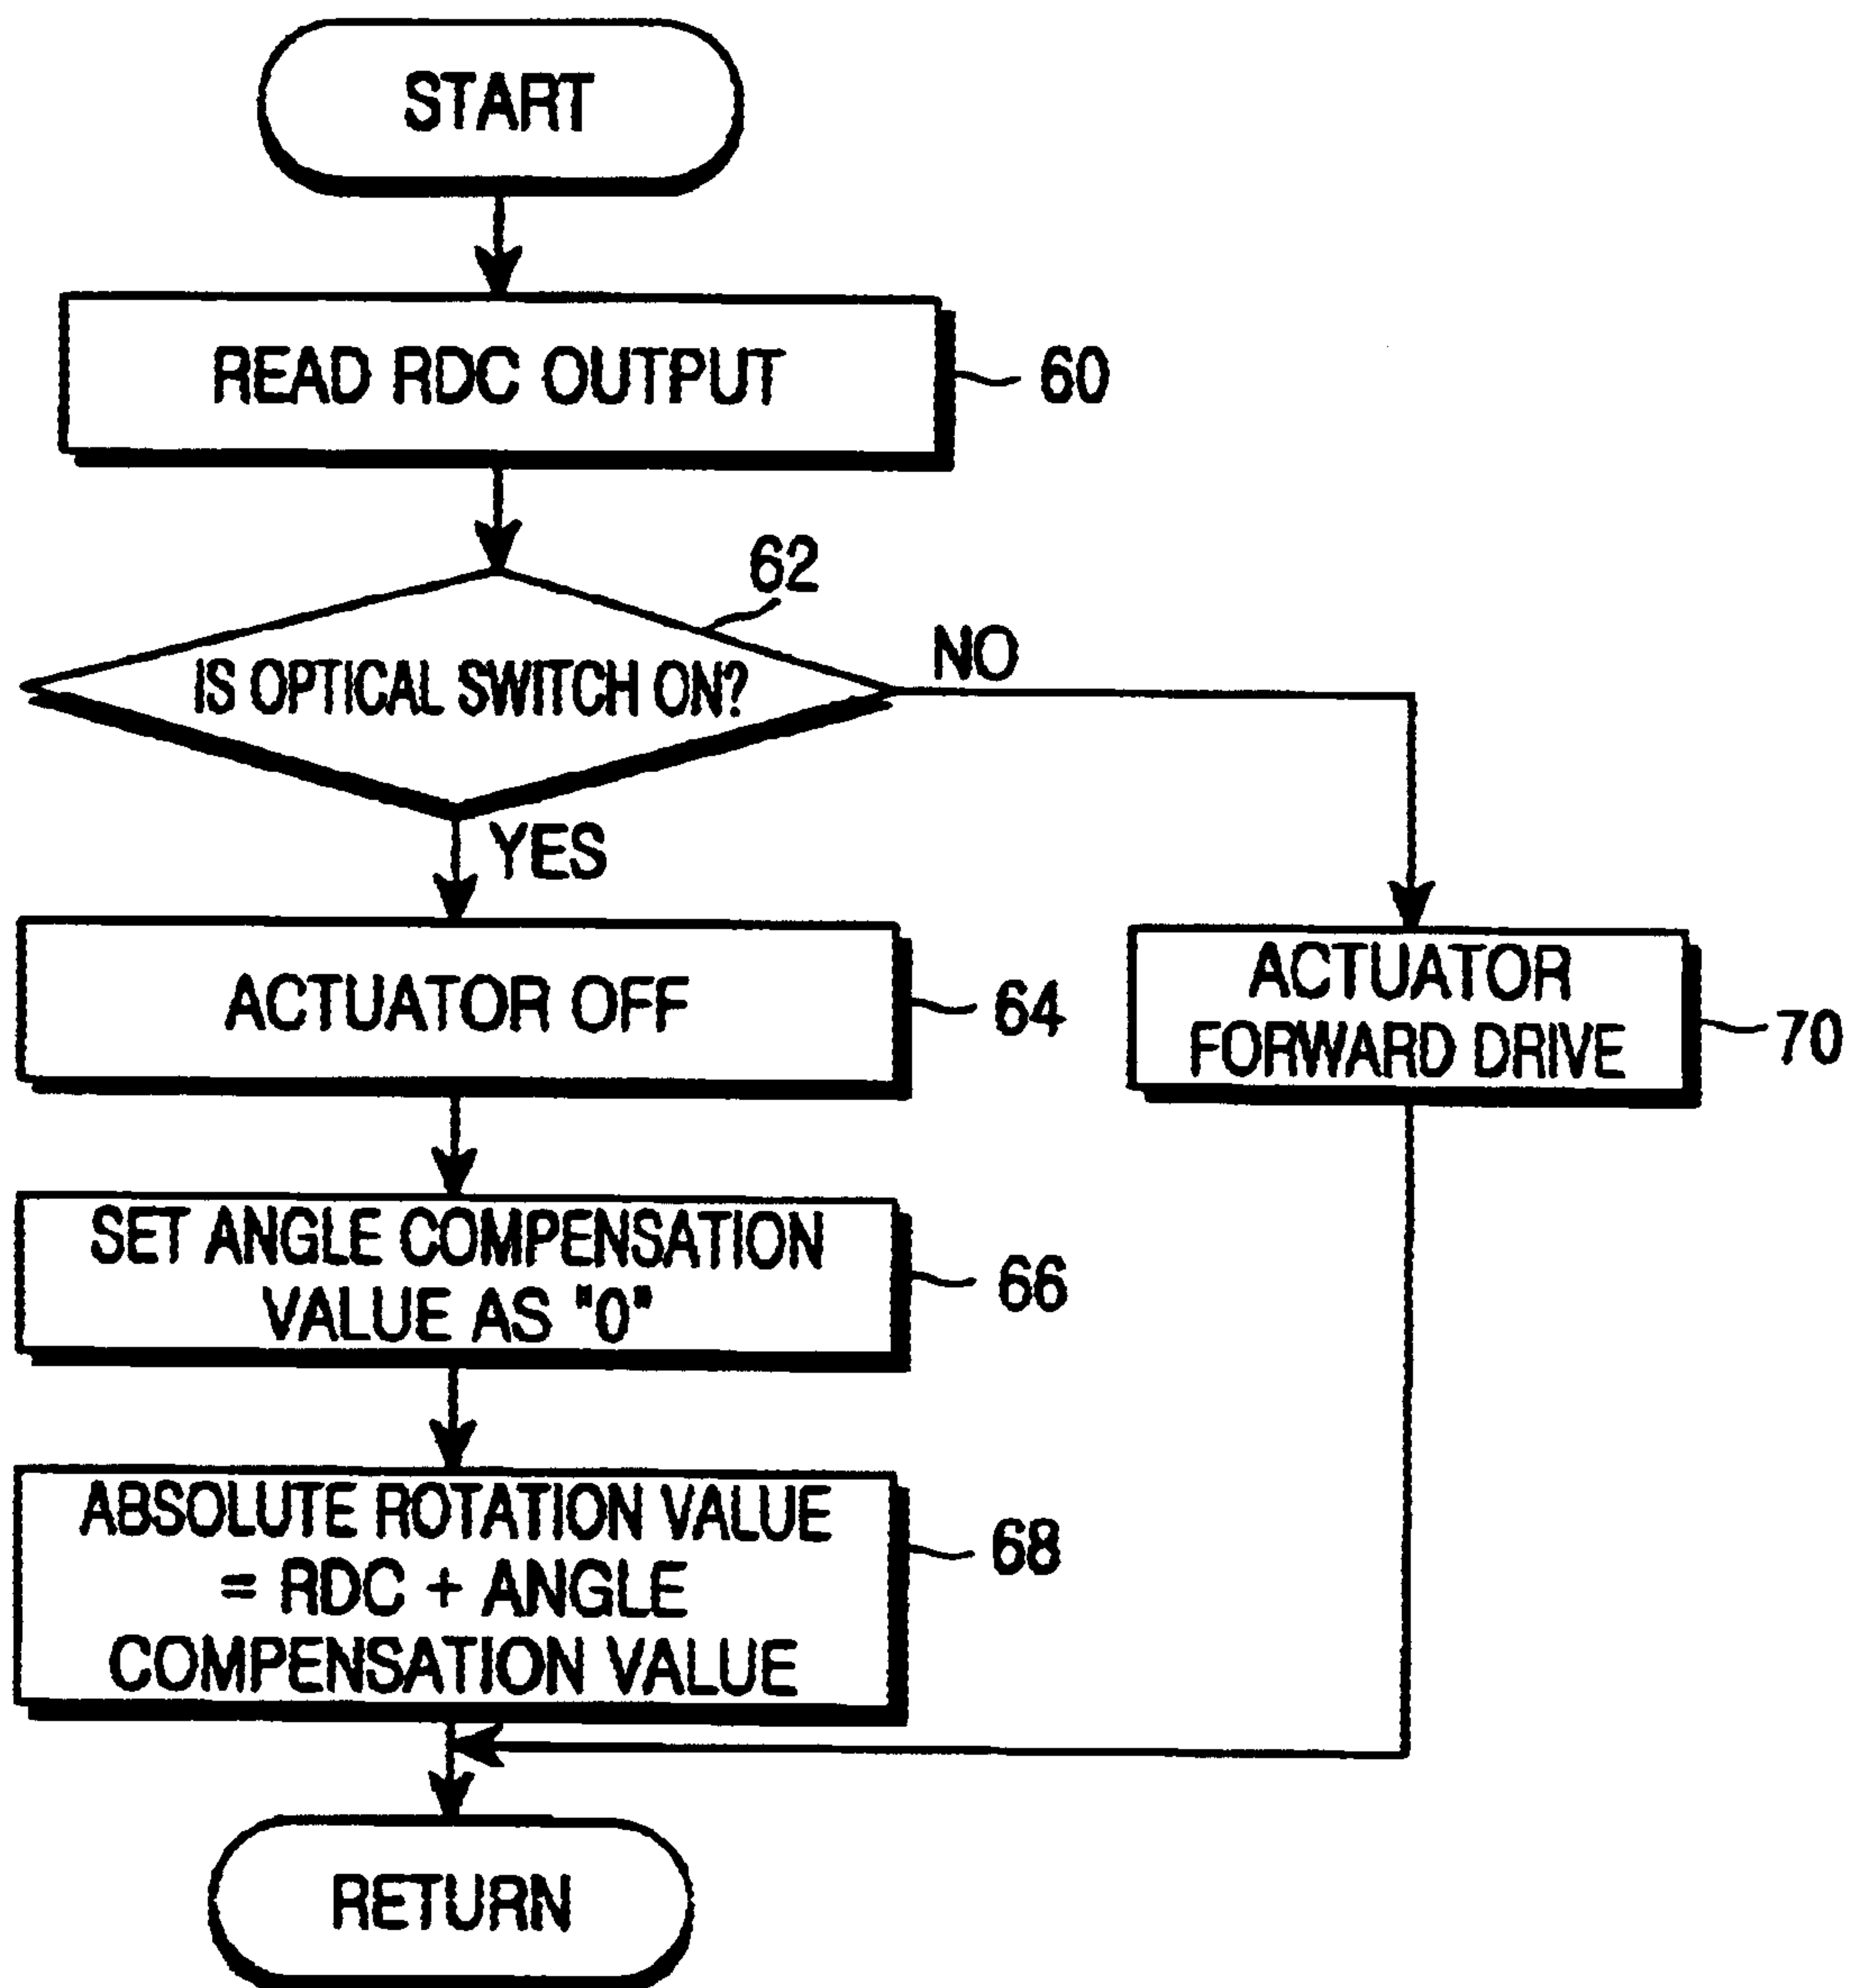 START
READ RDC OUTPUT
60
62
IS OPTICAL SWITCH ON?
NO
YES
ACTUATOR OFF
64
ACTUATOR
FORWARD DRIVE
70
SET ANGLE COMPENSATION
VALUE AS "0"
66
ABSOLUTE ROTATION VALUE
= RDC + ANGLE
COMPENSATION VALUE
68
RETURN